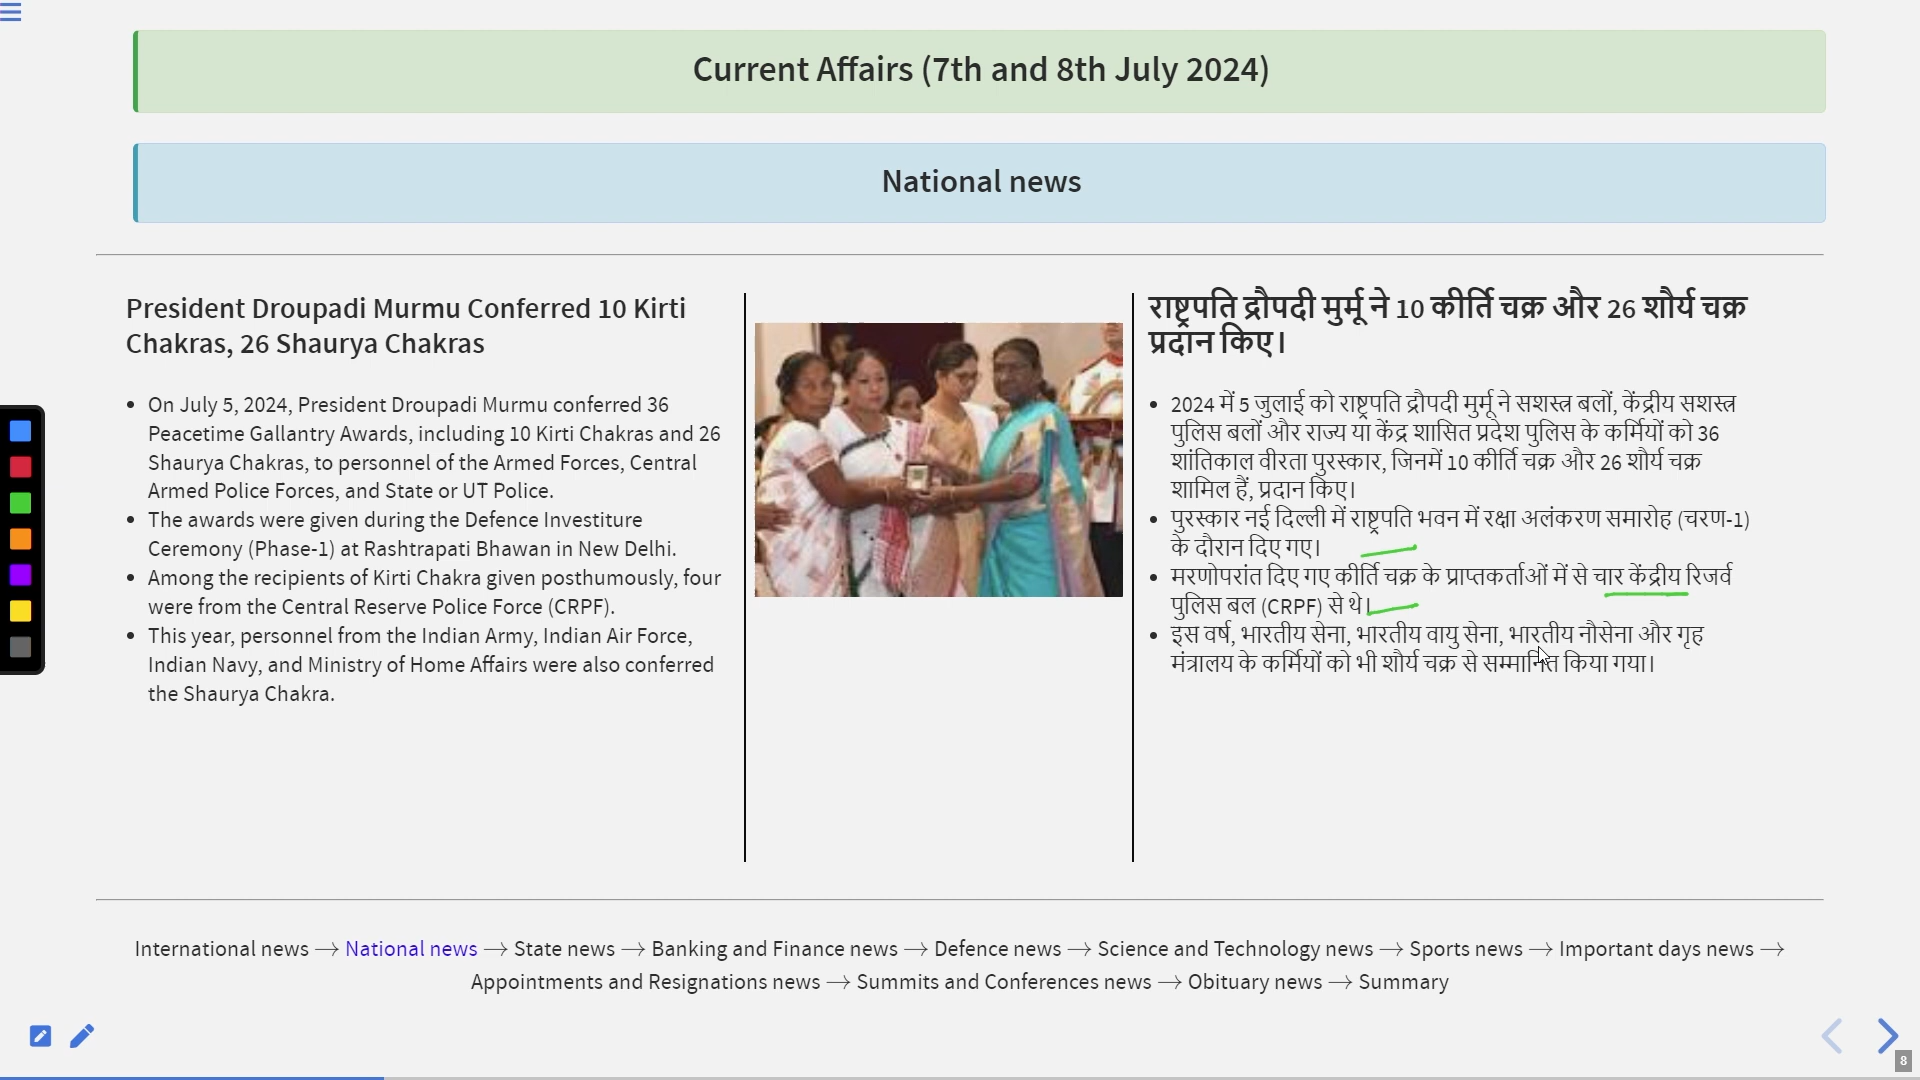 Current Affairs (7th and 8th July 2024)
National news
President Droupadi Murmu Conferred 10 Kirti
Chakras, 26 Shaurya Chakras
• On July 5, 2024, President Droupadi Murmu conferred 36
Peacetime Gallantry Awards, including 10 Kirti Chakras and 26
Shaurya Chakras, to personnel of the Armed Forces, Central
Armed Police Forces, and State or UT Police.
• The awards were given during the Defence Investiture
Ceremony (Phase-1) at Rashtrapati Bhawan in New Delhi.
• Among the recipients of Kirti Chakra given posthumously, four
were from the Central Reserve Police Force (CRPF).
• This year, personnel from the Indian Army, Indian Air Force,
Indian Navy, and Ministry of Home Affairs were also conferred
the Shaurya Chakra.
राष्ट्रपति द्रौपदी मुर्मू ने 10 कीर्ति चक्र और 26 शौर्य चक्र
प्रदान किए।
• 2024 में 5 जुलाई को राष्ट्रपति द्रौपदी मुर्मू ने सशस्त्र बलों, केंद्रीय सशस्त्र
पुलिस बलों और राज्य या केंद्र शासित प्रदेश पुलिस के कर्मियों को 36
शांतिकाल वीरता पुरस्कार, जिनमें 10 कीर्ति चक्र और 26 शौर्य चक्र
शामिल हैं, प्रदान किए।
• पुरस्कार नई दिल्ली में राष्ट्रपति भवन में रक्षा अलंकरण समारोह (चरण-1)
के दौरान दिए गए।
• मरणोपरांत दिए गए कीर्ति चक्र के प्राप्तकर्ताओं में से चार केंद्रीय रिजर्व
पुलिस बल (CRPF) से थे।
• इस वर्ष, भारतीय सेना, भारतीय वायु सेना, भारतीय नौसेना और गृह
मंत्रालय के कर्मियों को भी शौर्य चक्र से सम्मानित किया गया।
International news → National news → State news → Banking and Finance news → Defence news → Science and Technology news → Sports news → Important days news →
Appointments and Resignations news → Summits and Conferences news → Obituary news → Summary
8